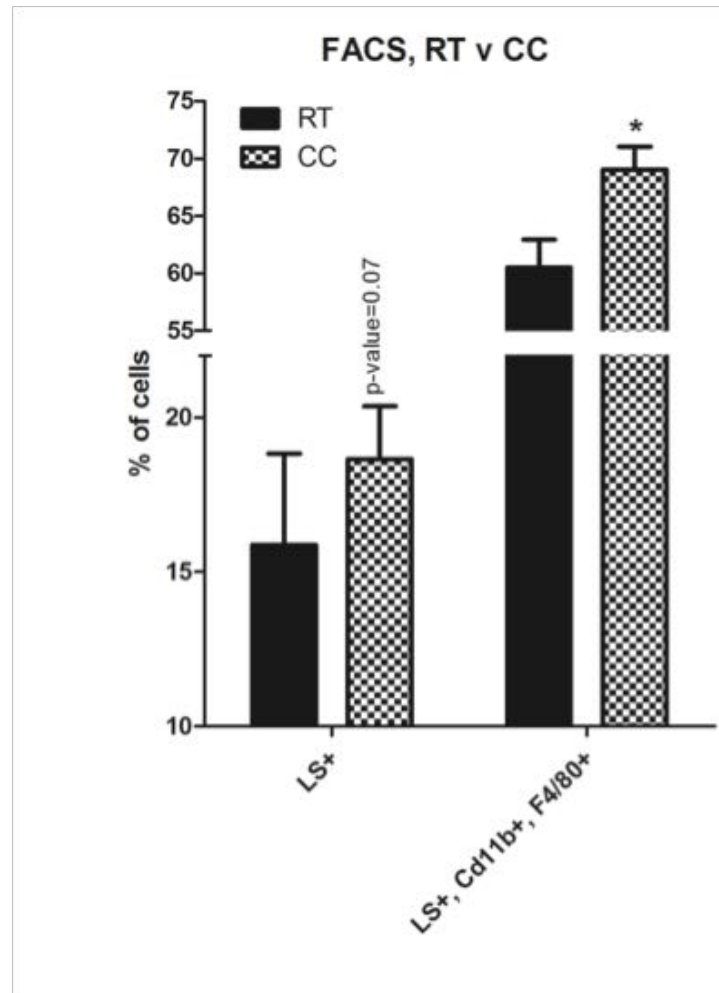 FACS, RT v CC
75
RT
*
70
CC
65
60
55
p-value=0.07
% of cells
20
15
10
LS+
LS+, Cd11b+, F4/80+